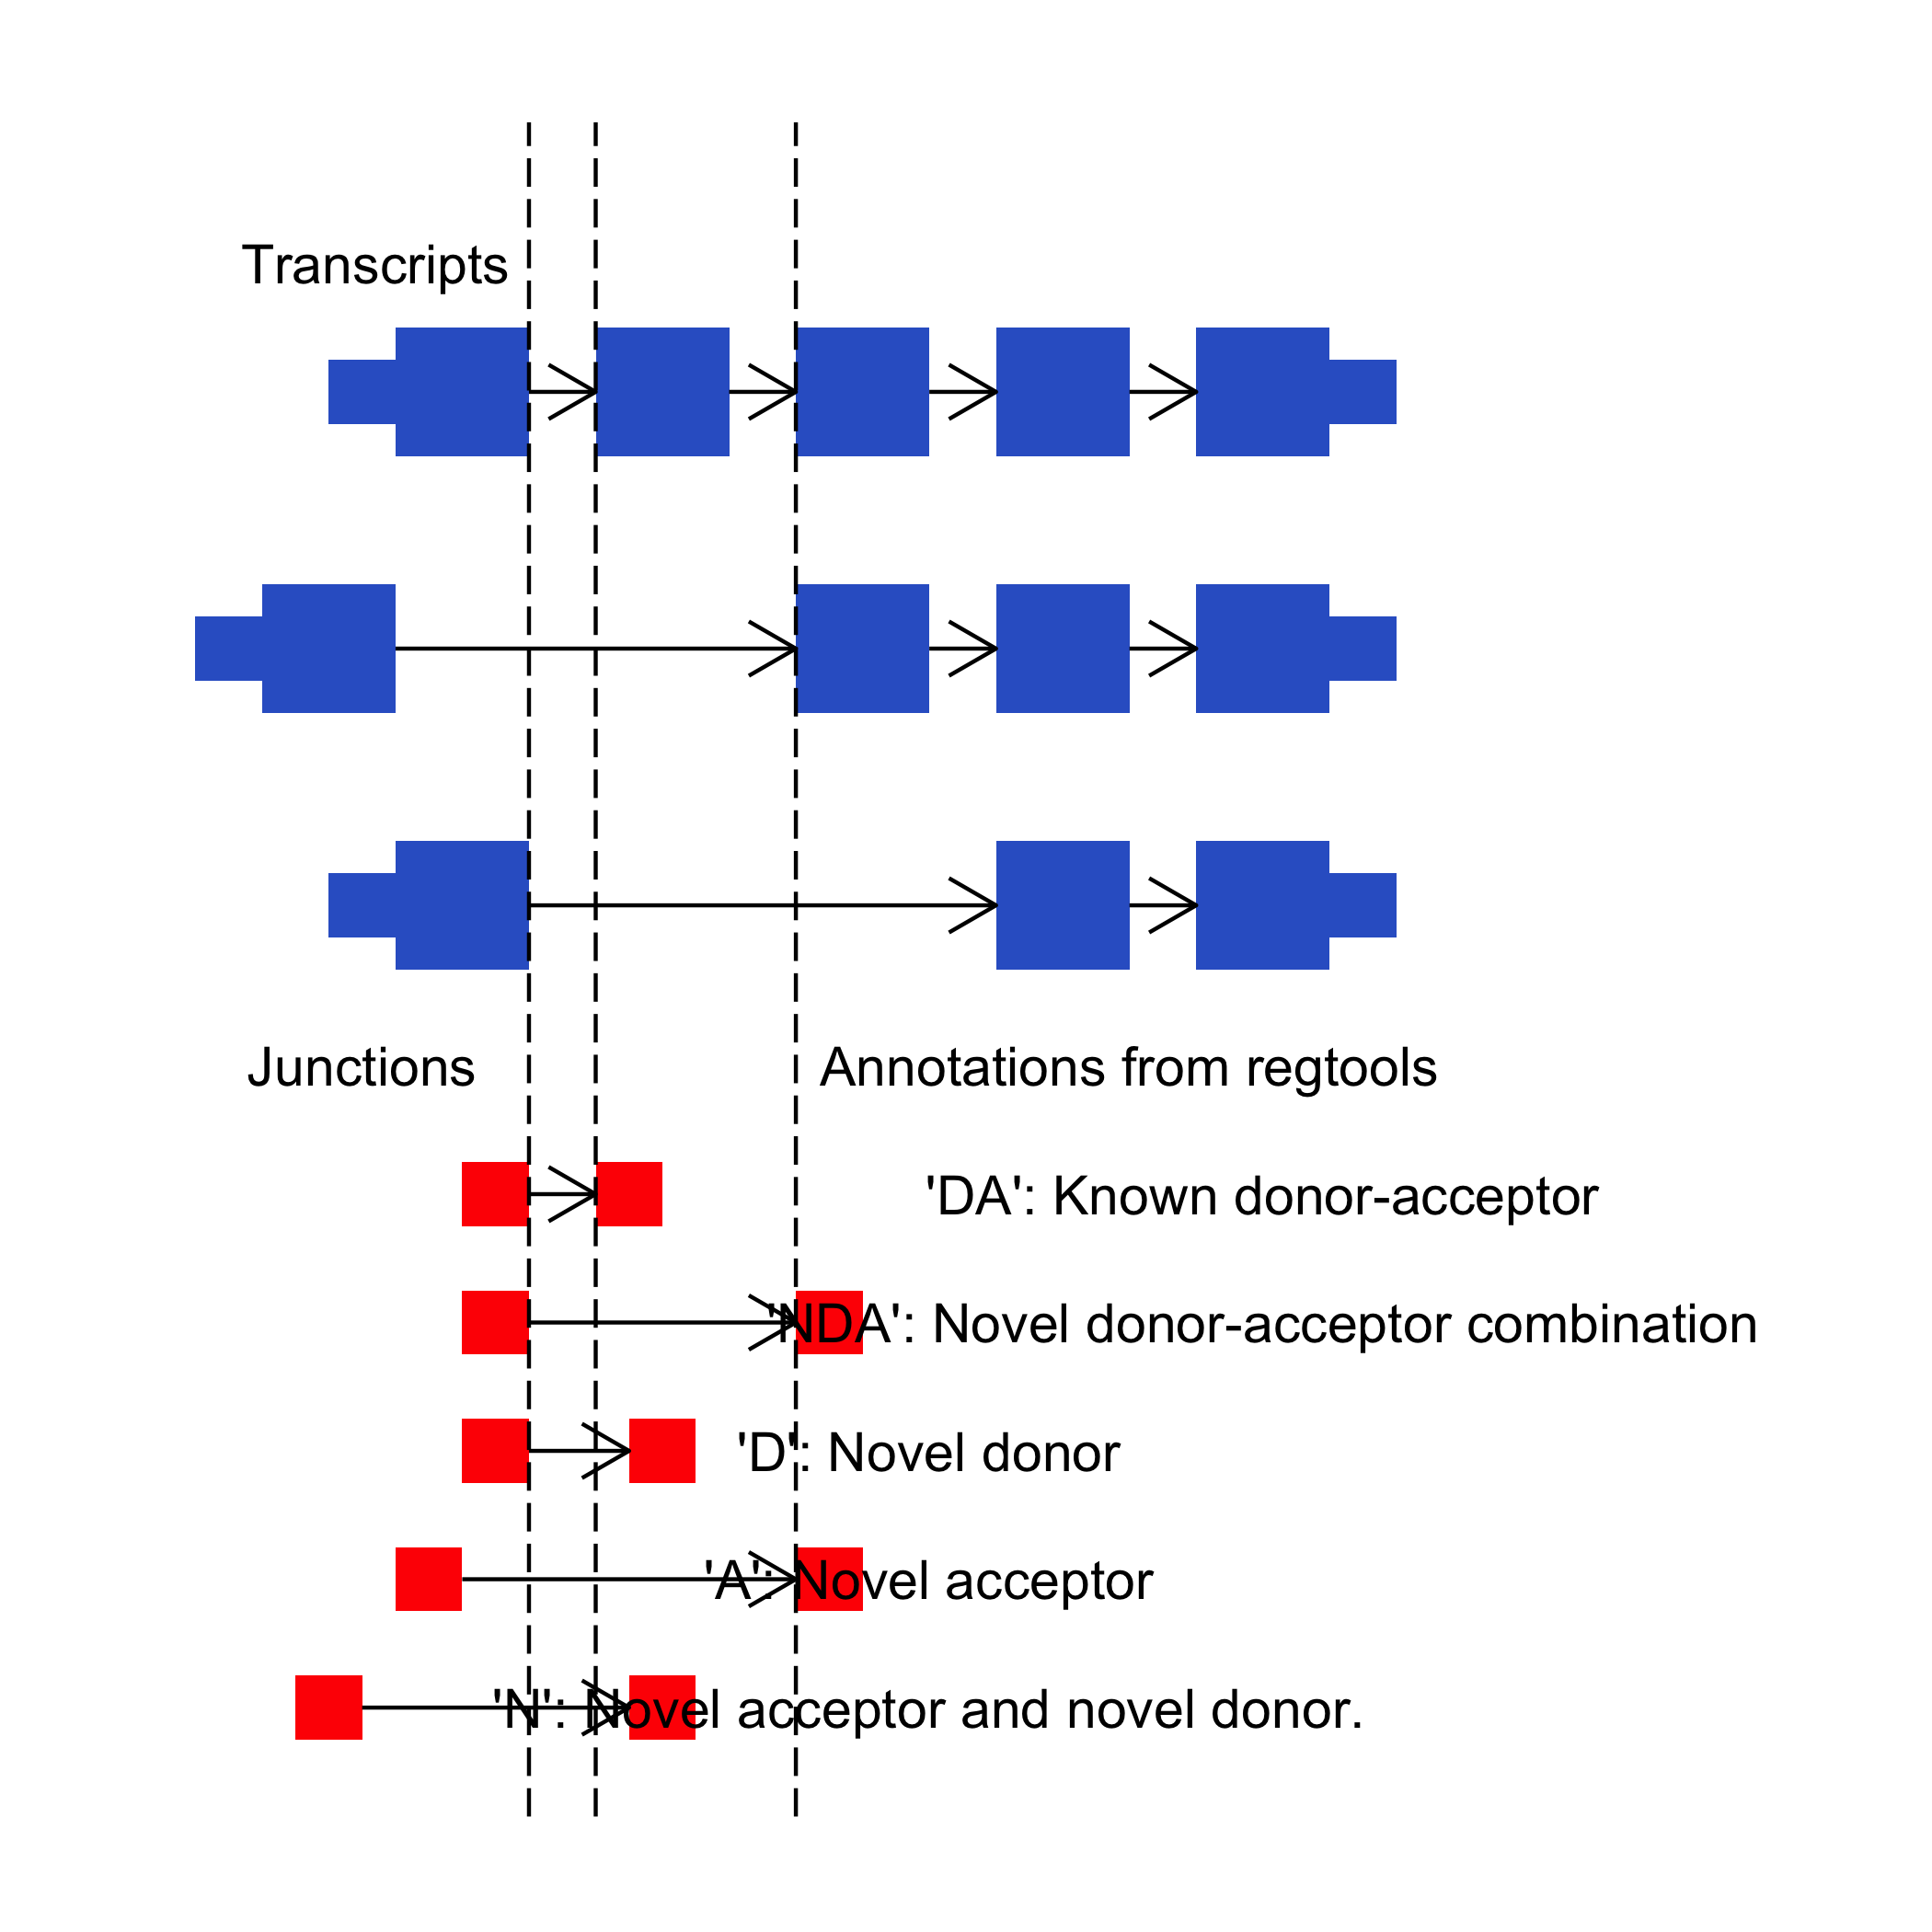 Transcripts
Junctions
Annotations from regtools
'DA': Known donor-acceptor
'NDA': Novel donor-acceptor combination
'D': Novel donor
'A': Novel acceptor
'N': Novel acceptor and novel donor.